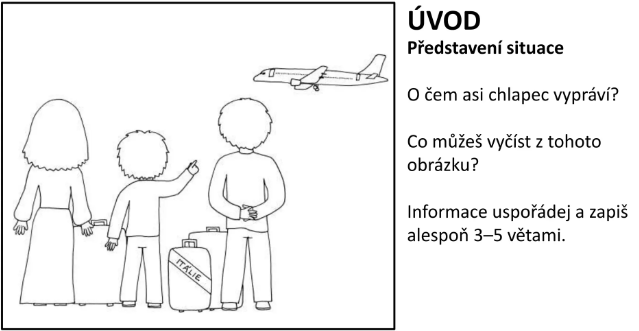 ÚVOD
Představení situace
O čem asi chlapec vypráví?
Co můžeš vyčíst z tohoto
obrázku?
Informace uspořádej a zapiš
alespoň 3–5 větami.
ITÁLIE